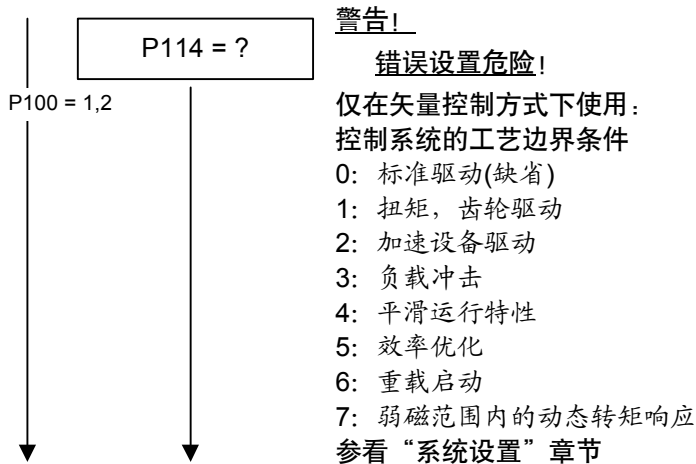 P114 = ?
P100 = 1,2
警告!
错误设置危险!
仅在矢量控制方式下使用:
控制系统的工艺边界条件
0: 标准驱动(缺省)
1: 扭矩，齿轮驱动
2: 加速设备驱动
3: 负载冲击
4: 平滑运行特性
5: 效率优化
6: 重载启动
7: 弱磁范围内的动态转矩响应
参看“系统设置”章节